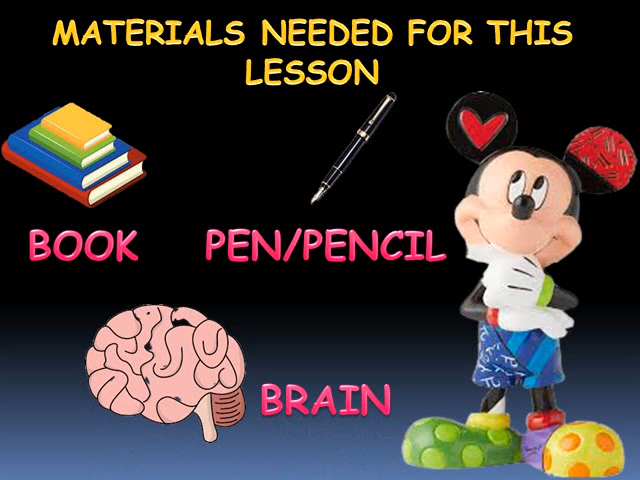 MATERIALS NEEDED FOR THIS
LESSON
BOOK
PEN/PENCIL
BRAIN